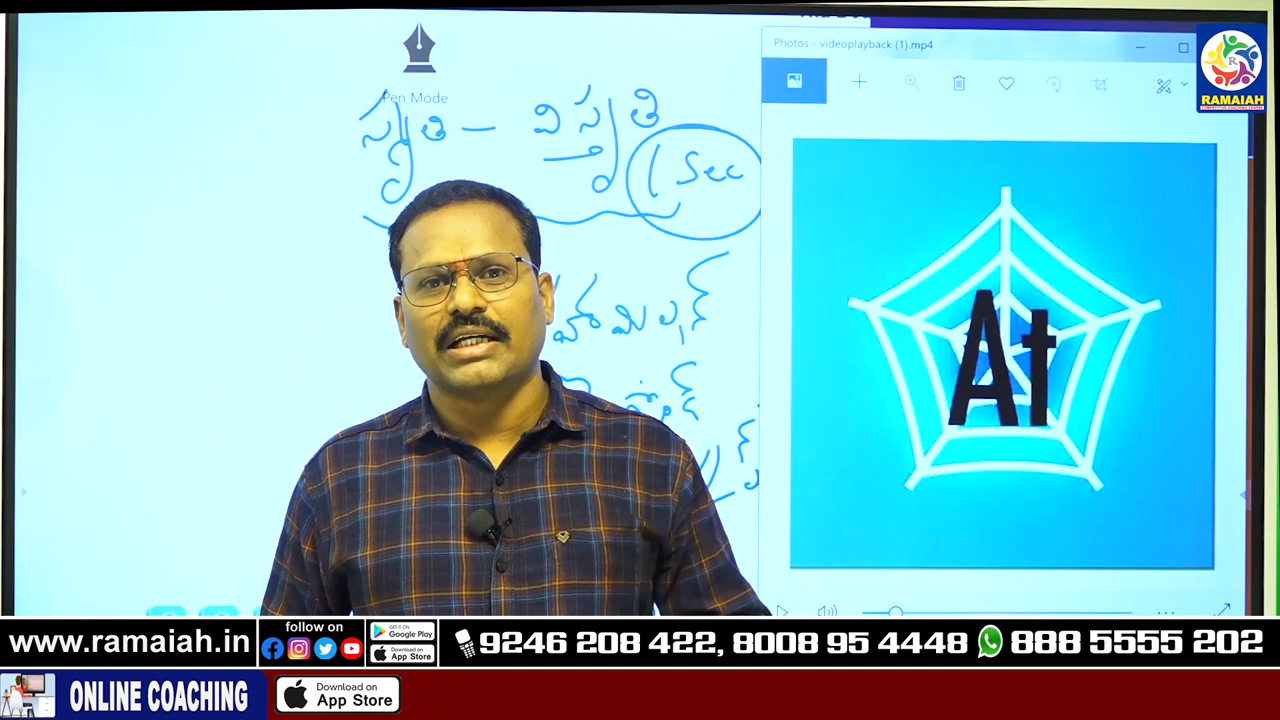 Pen Mode
Photos - videoplayback (1).mp4
RAMAIAH
స్మృతి - విస్మృతి
1 Sec
హామిల్టన్
At
www.ramaiah.in
follow on
GET IT ON
Google Play
Download on
App Store
9246 208 422, 8008 95 4448
888 5555 202
ONLINE COACHING
Download on
App Store